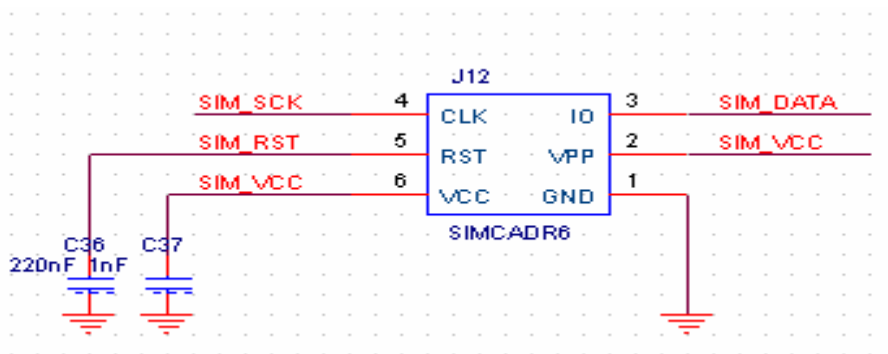 J12
SIM_SCK 4 CLK IO 3 SIM_DATA
SIM_RST 5 RST VPP 2 SIM_VCC
SIM_VCC 6 VCC GND 1
SIMCADR6
C36 C37
220nF 1nF